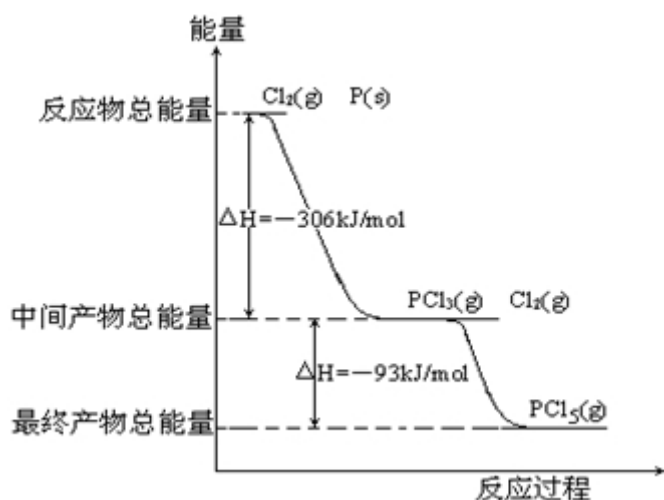 能量
反应物总能量 Cl₂(g) P(s)
△H=－306kJ/mol
中间产物总能量 PCl₃(g) Cl₂(g)
△H=－93kJ/mol
最终产物总能量 PCl₅(g)
反应过程